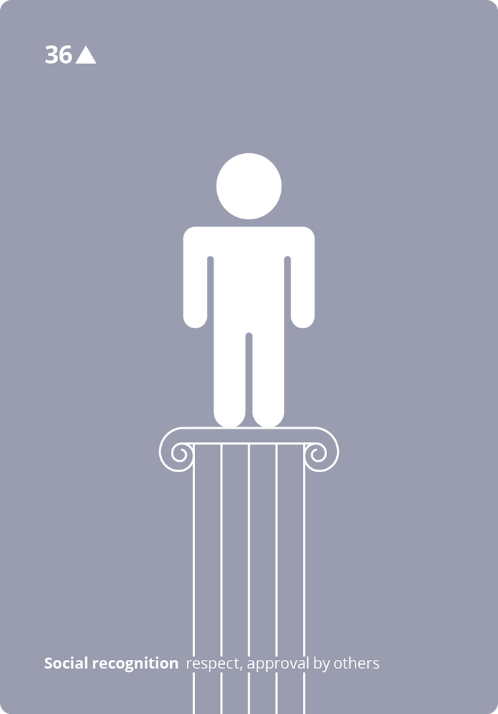 36▲
Social recognition respect, approval by others